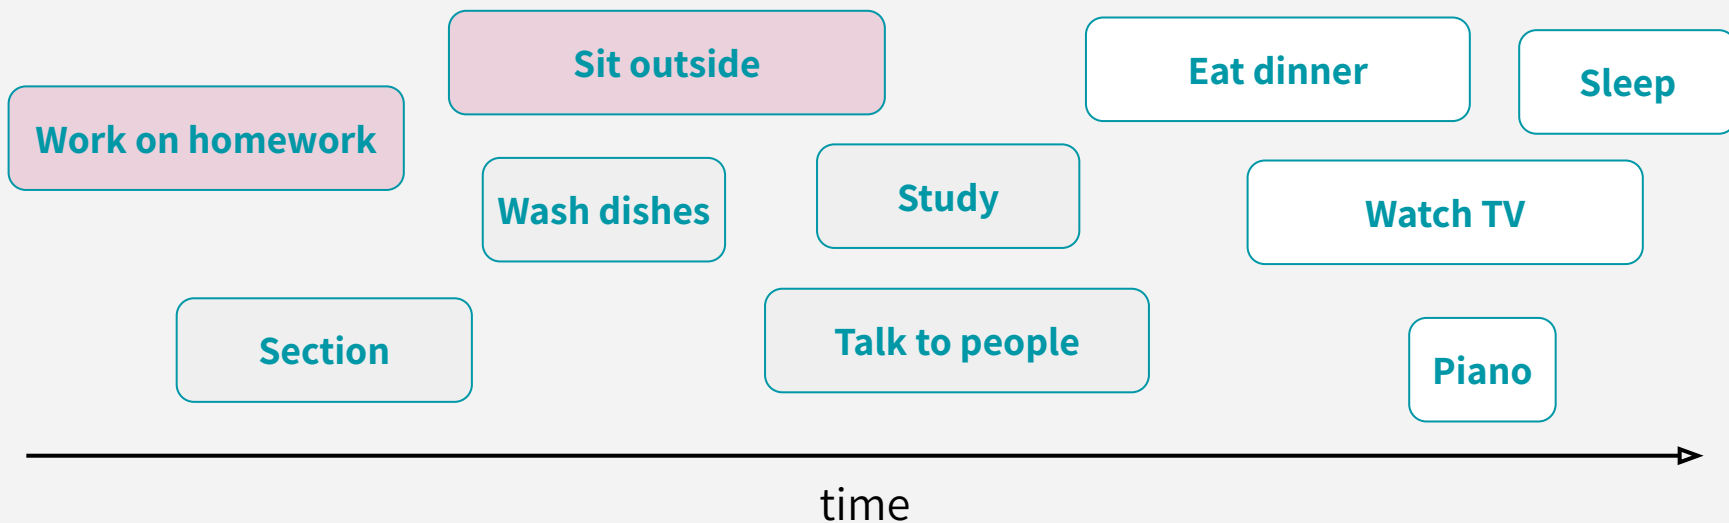 Sit outside
Eat dinner
Sleep
Work on homework
Wash dishes
Study
Watch TV
Section
Talk to people
Piano
time